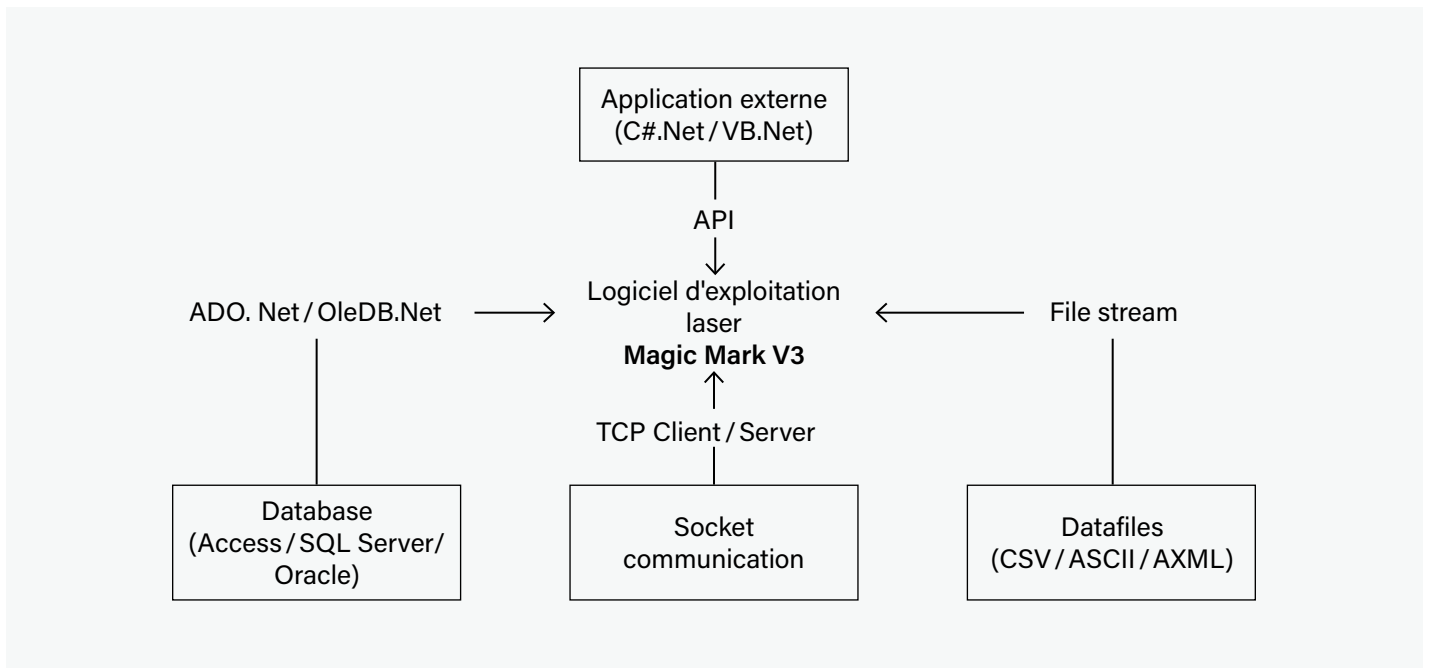 Application externe
(C#.Net / VB.Net)
API
Logiciel d'exploitation
laser
Magic Mark V3
ADO. Net / OleDB.Net
File stream
TCP Client / Server
Database
(Access / SQL Server/
Oracle)
Socket
communication
Datafiles
(CSV / ASCII / AXML)